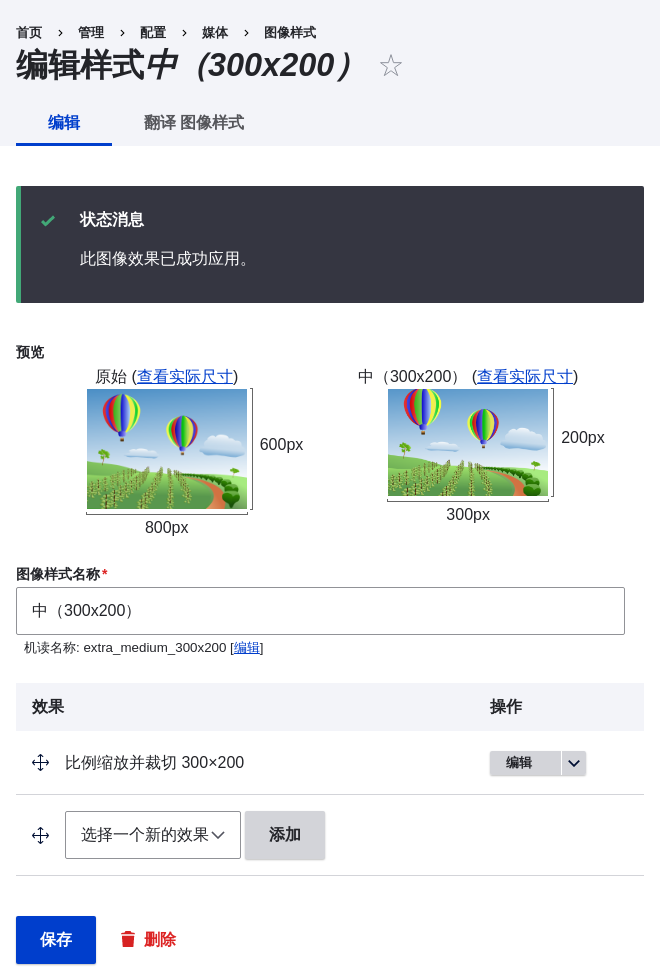 首页 › 管理 › 配置 › 媒体 › 图像样式
编辑样式中（300x200）
编辑 翻译 图像样式
状态消息
此图像效果已成功应用。
预览
原始 (查看实际尺寸) 中（300x200） (查看实际尺寸)
600px 200px
800px 300px
图像样式名称*
中（300x200）
机读名称: extra_medium_300x200 [编辑]
效果 操作
比例缩放并裁切 300×200 编辑
选择一个新的效果 添加
保存 删除